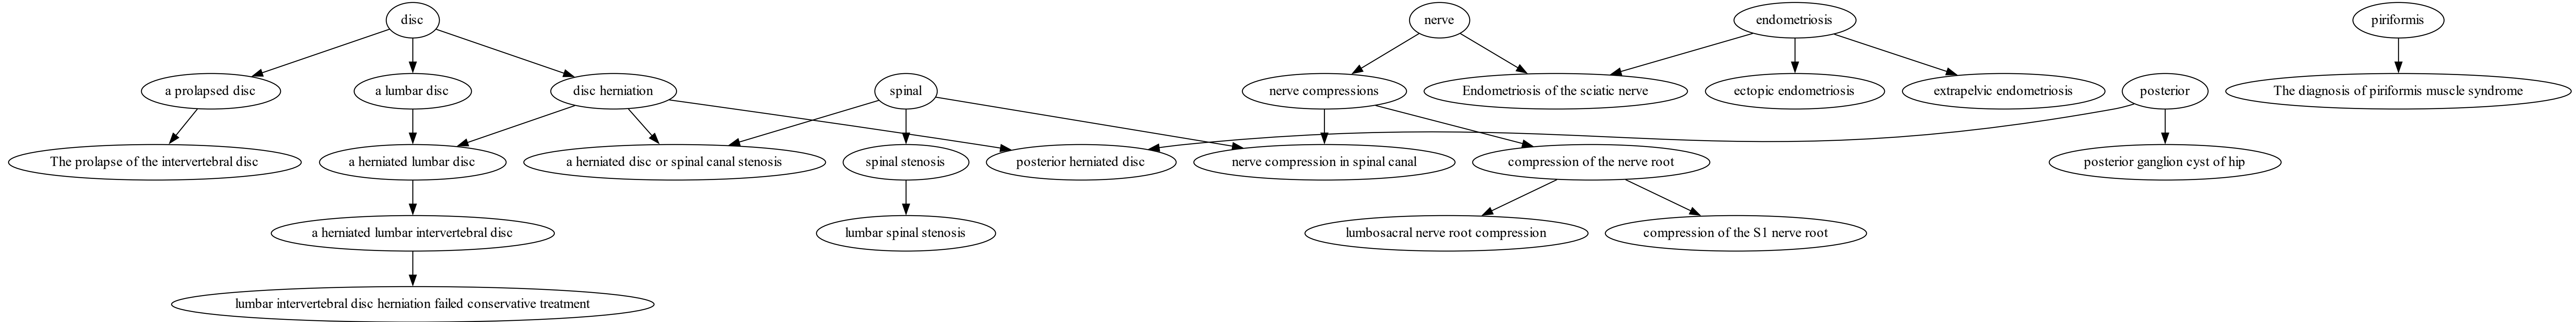 disc
nerve
endometriosis
piriformis
a prolapsed disc
a lumbar disc
disc herniation
spinal
nerve compressions
Endometriosis of the sciatic nerve
ectopic endometriosis
extrapelvic endometriosis
posterior
The diagnosis of piriformis muscle syndrome
The prolapse of the intervertebral disc
a herniated lumbar disc
a herniated disc or spinal canal stenosis
spinal stenosis
posterior herniated disc
nerve compression in spinal canal
compression of the nerve root
posterior ganglion cyst of hip
a herniated lumbar intervertebral disc
lumbar spinal stenosis
lumbosacral nerve root compression
compression of the S1 nerve root
lumbar intervertebral disc herniation failed conservative treatment